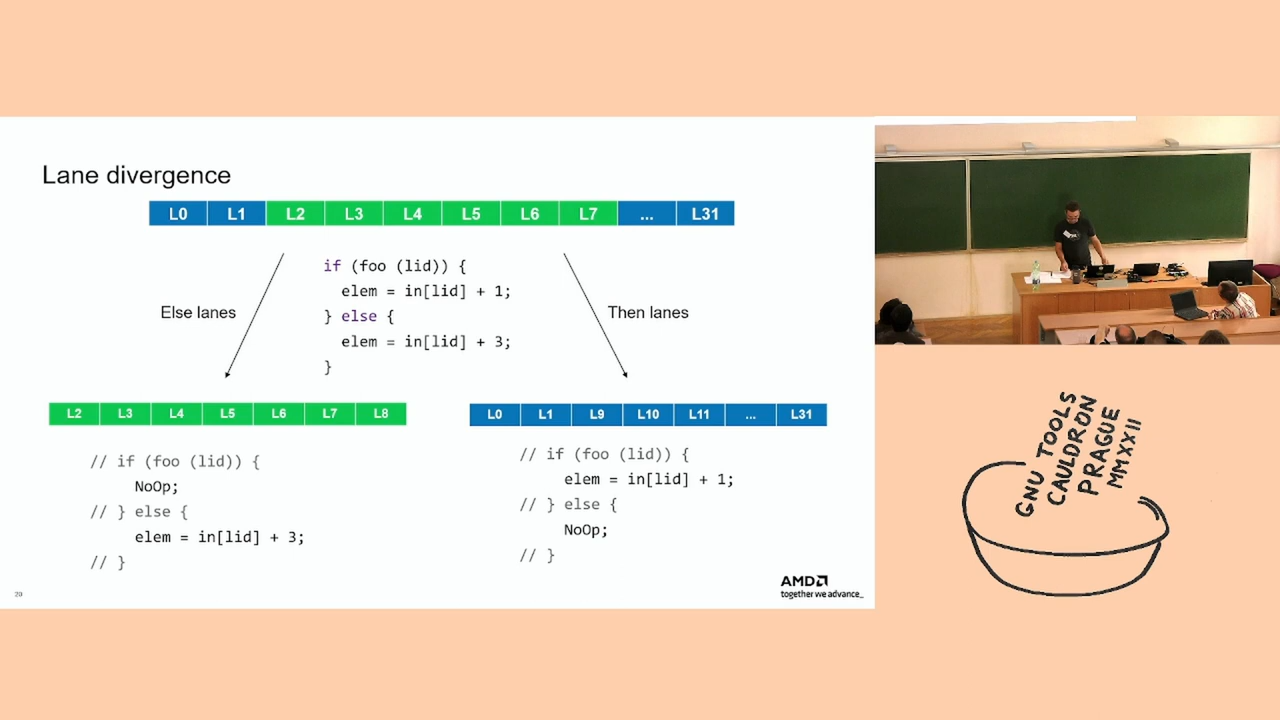 Lane divergence
L0 L1 L2 L3 L4 L5 L6 L7 ... L31
if (foo (lid)) {
elem = in[lid] + 1;
} else {
elem = in[lid] + 3;
}
Else lanes
Then lanes
L2 L3 L4 L5 L6 L7 L8
L0 L1 L9 L10 L11 ... L31
// if (foo (lid)) {
NoOp;
// } else {
elem = in[lid] + 3;
// }
// if (foo (lid)) {
elem = in[lid] + 1;
// } else {
NoOp;
// }
20
AMD
together we advance_
GNU TOOLS
CAULDRON
PRAGUE
MMXXII